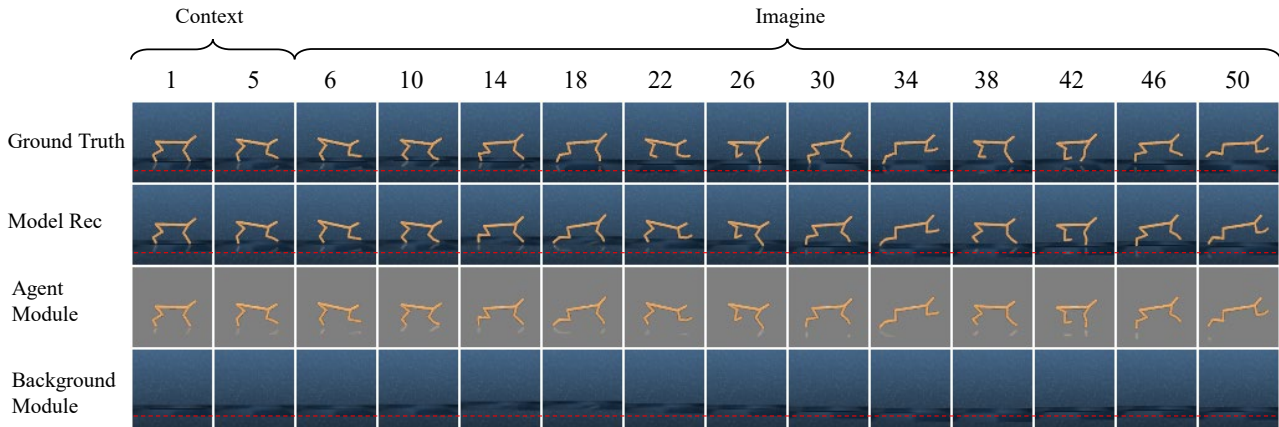 Context Imagine
1 5 6 10 14 18 22 26 30 34 38 42 46 50
Ground Truth
Model Rec
Agent
Module
Background
Module